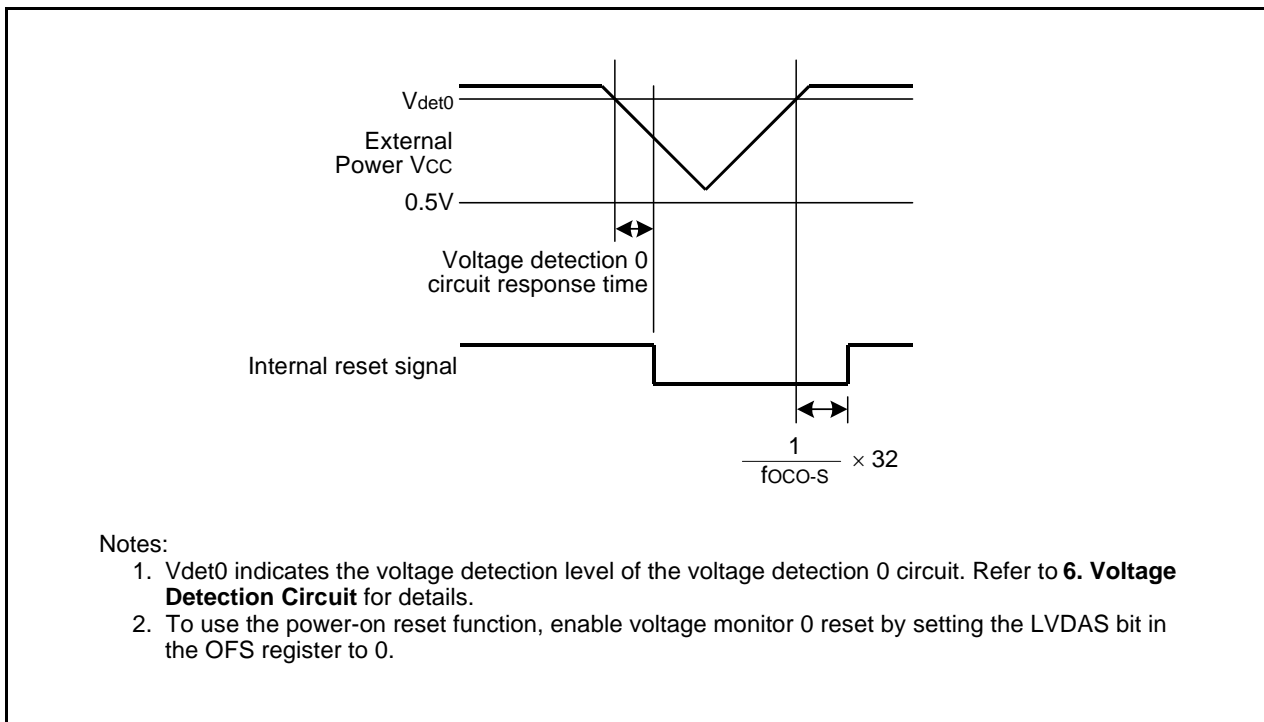 Vdet0
External
Power VCC
0.5V
Voltage detection 0
circuit response time
Internal reset signal
1
fOCO-S
× 32
Notes:
1. Vdet0 indicates the voltage detection level of the voltage detection 0 circuit. Refer to 6. Voltage
Detection Circuit for details.
2. To use the power-on reset function, enable voltage monitor 0 reset by setting the LVDAS bit in
the OFS register to 0.